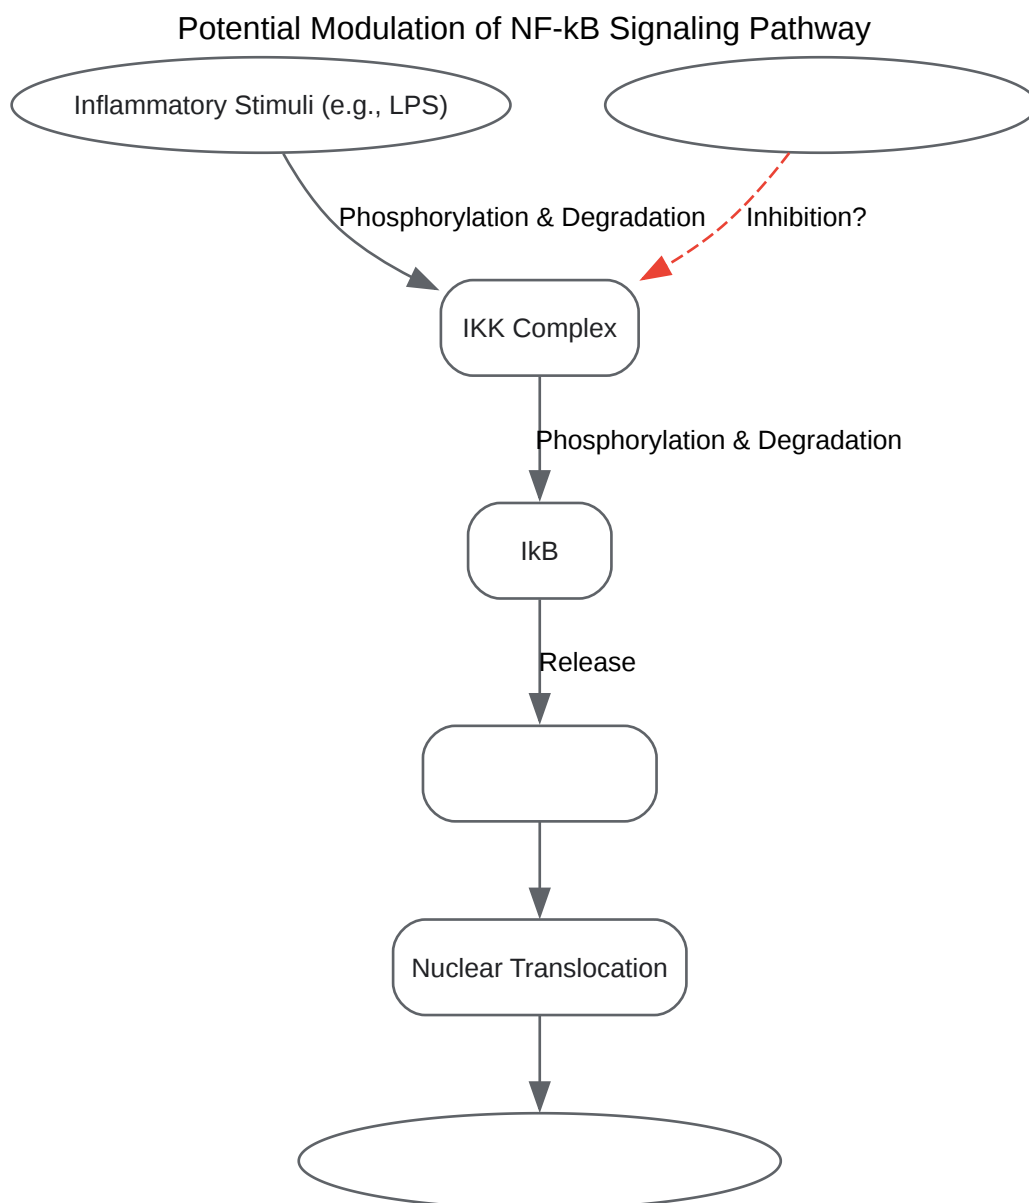 Potential Modulation of NF-kB Signaling Pathway
Inflammatory Stimuli (e.g., LPS)
Phosphorylation & Degradation
Inhibition?
IKK Complex
Phosphorylation & Degradation
IkB
Release
Nuclear Translocation